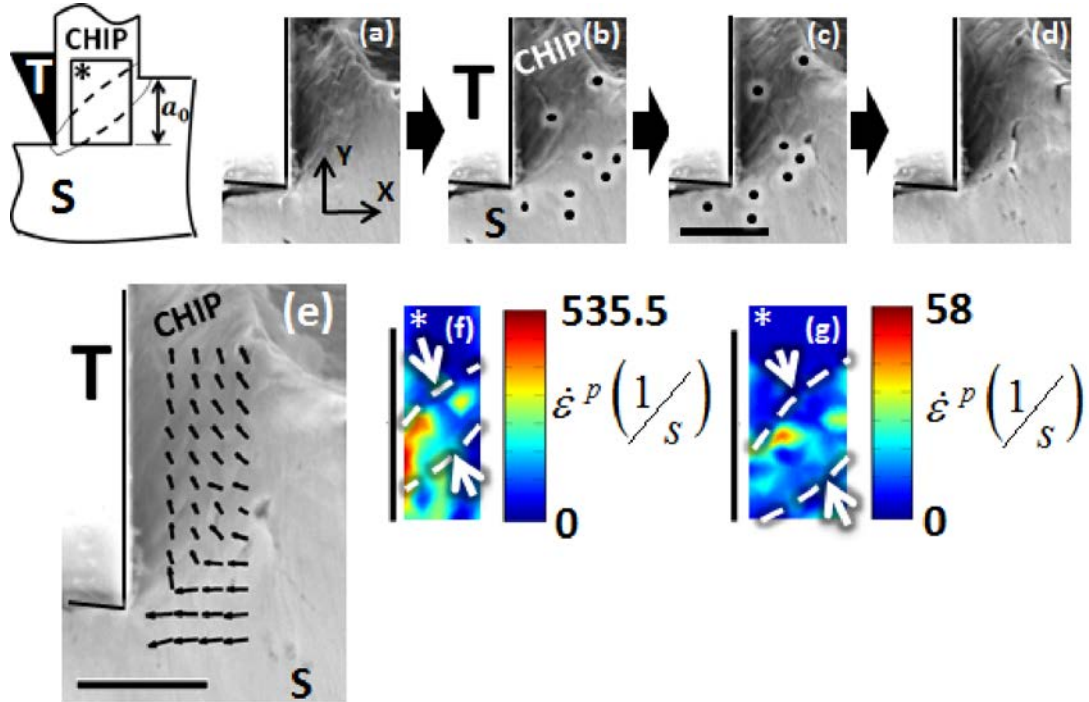 CHIP
T
*
a₀
S
(a)
Y
X
T
CHIP
(b)
S
(c)
(d)
T
CHIP
(e)
S
*
(f)
535.5
ε̇ ᵖ (1/s)
0
*
(g)
58
ε̇ ᵖ (1/s)
0